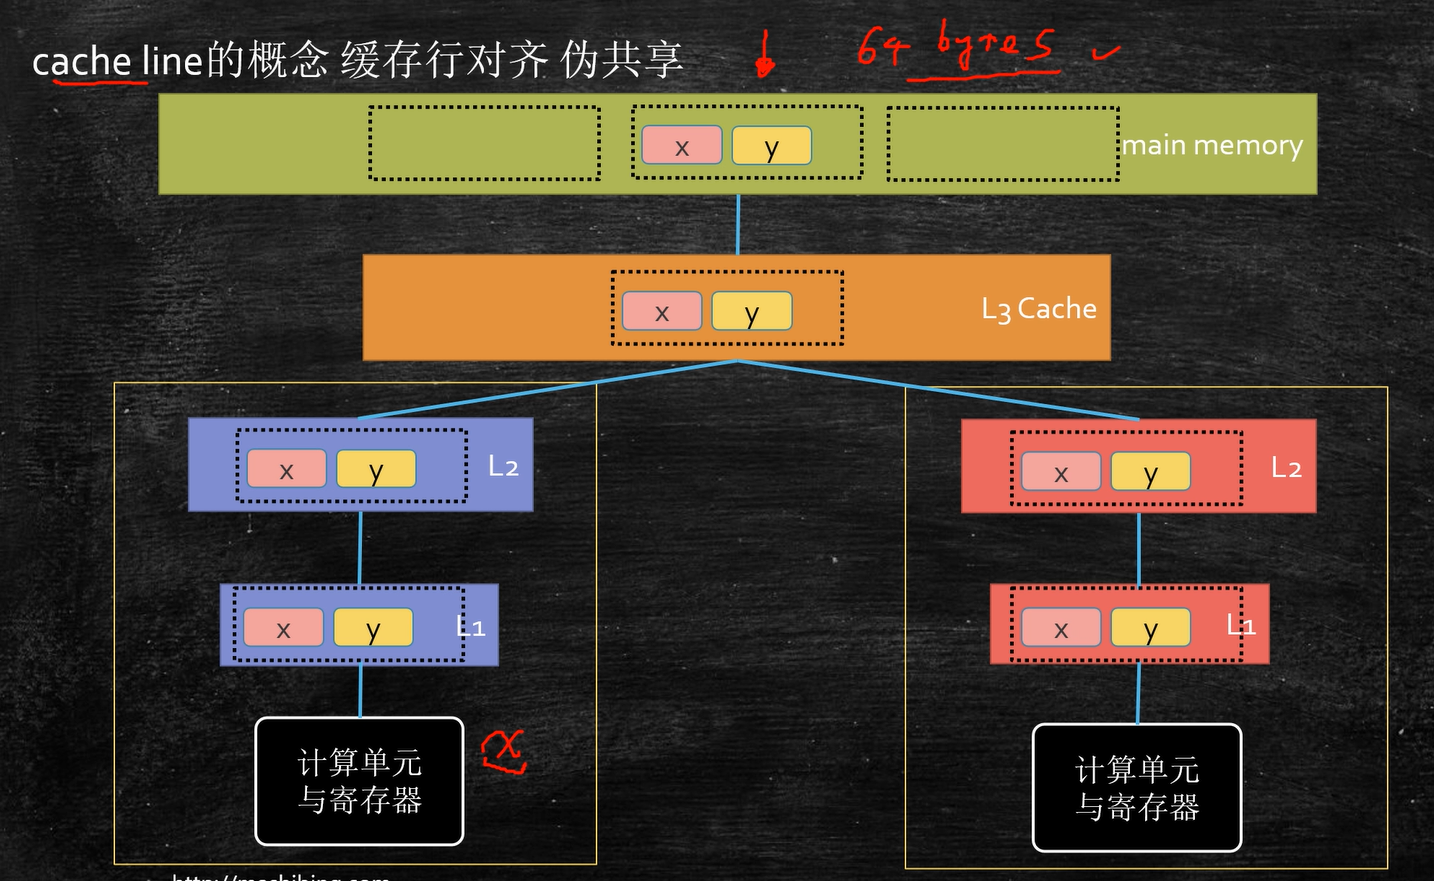 cache line的概念 缓存行对齐 伪共享
64 bytes
x y main memory
x y L3 Cache
x y L2
x y L2
x y L1
x y L1
计算单元
与寄存器
x
计算单元
与寄存器